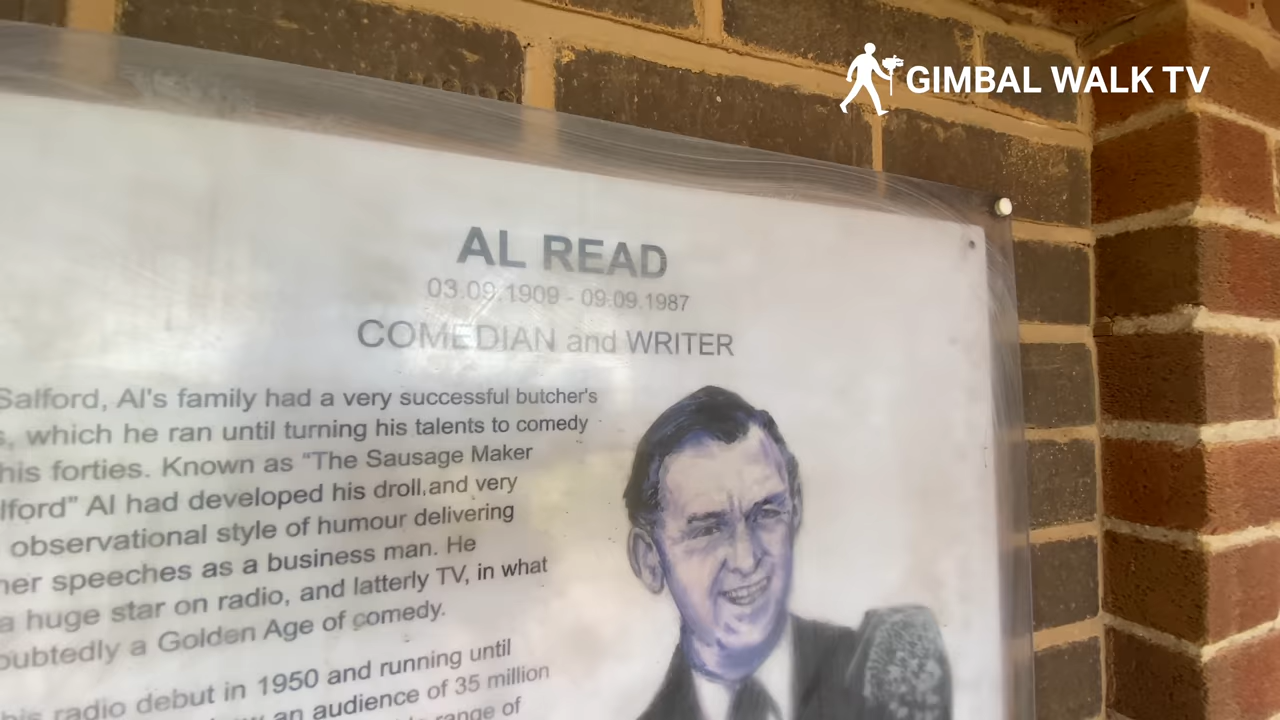 GIMBAL WALK TV
AL READ
03.09.1909 - 09.09.1987
COMEDIAN and WRITER
Salford, Al's family had a very successful butcher's
which he ran until turning his talents to comedy
his forties. Known as "The Sausage Maker
lford" Al had developed his droll, and very
observational style of humour delivering
ner speeches as a business man. He
a huge star on radio, and latterly TV, in what
oubtedly a Golden Age of comedy.
his radio debut in 1950 and running until
an audience of 35 million
range of